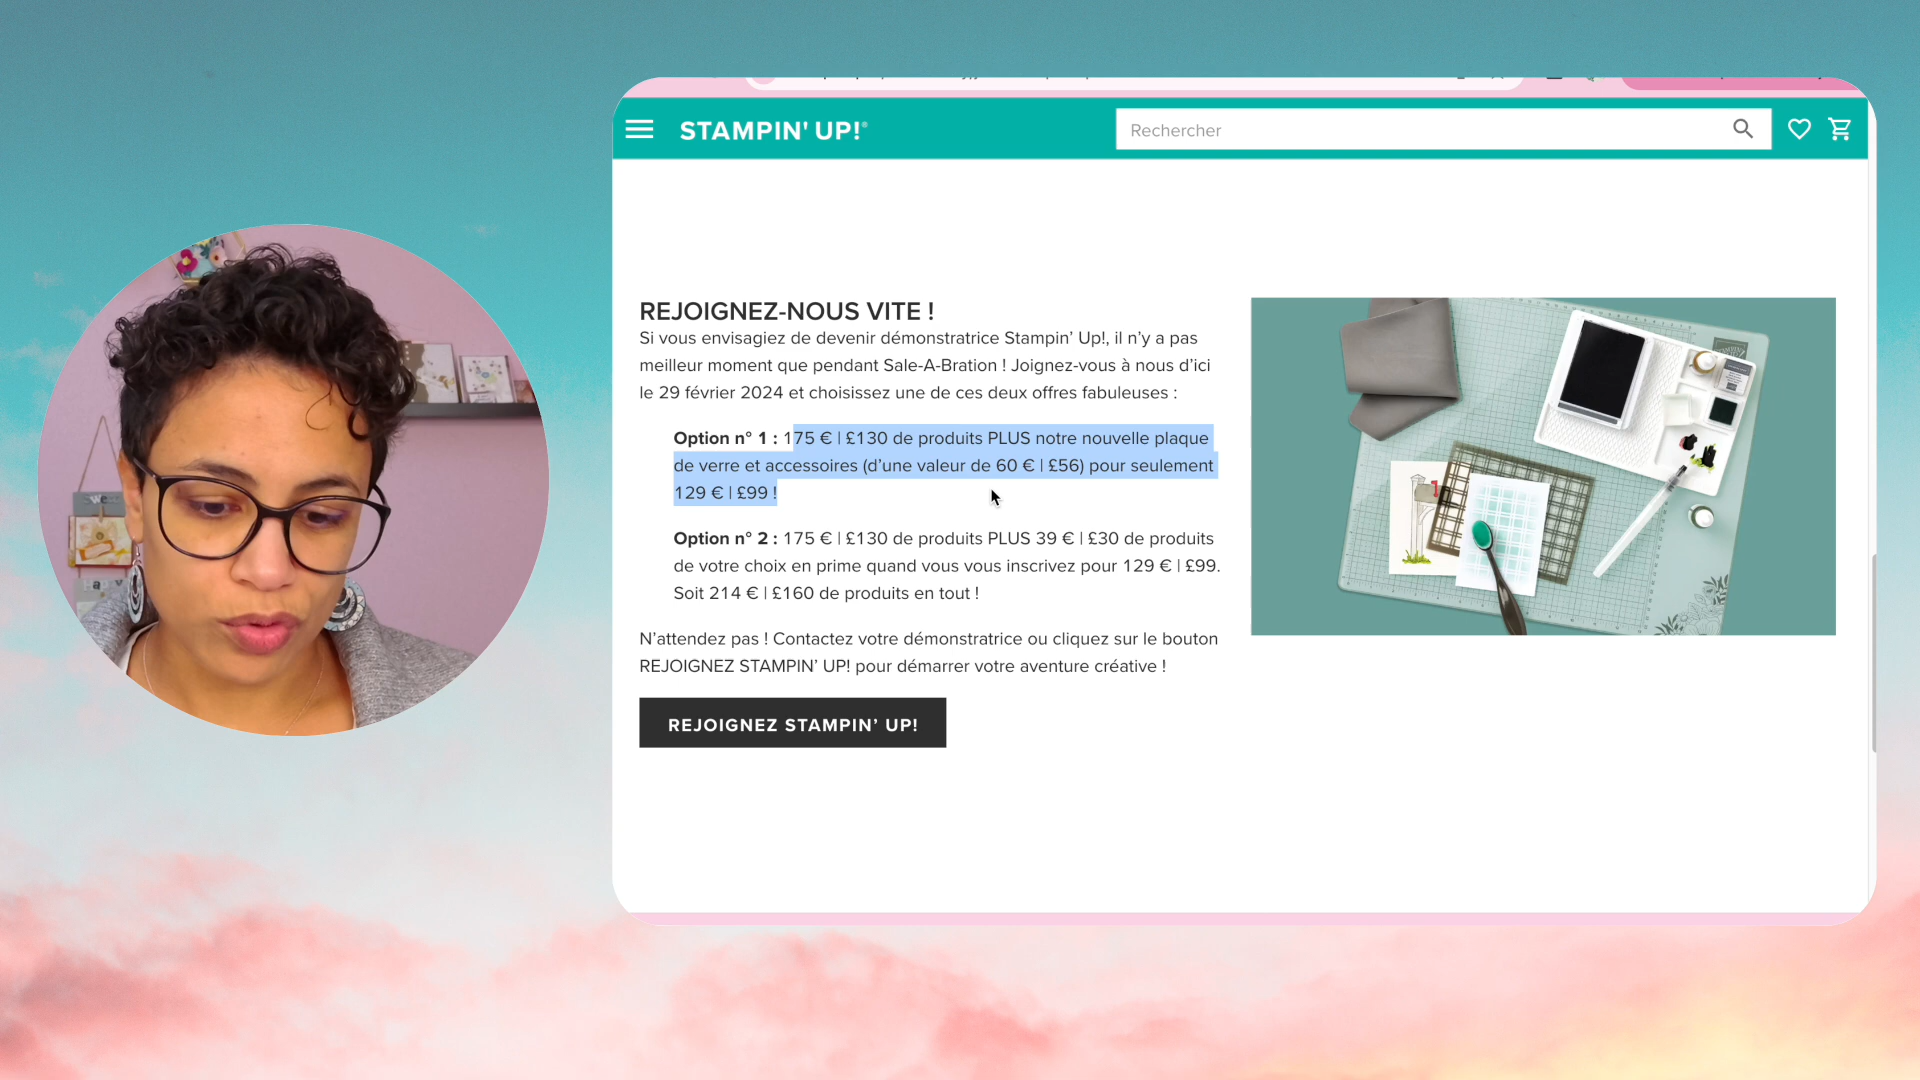 STAMPIN' UP!®
Rechercher
REJOIGNEZ-NOUS VITE !
Si vous envisagiez de devenir démonstratrice Stampin' Up!, il n'y a pas
meilleur moment que pendant Sale-A-Bration ! Joignez-vous à nous d'ici
le 29 février 2024 et choisissez une de ces deux offres fabuleuses :
Option n° 1 : 175 € | £130 de produits PLUS notre nouvelle plaque
de verre et accessoires (d'une valeur de 60 € | £56) pour seulement
129 € | £99 !
Option n° 2 : 175 € | £130 de produits PLUS 39 € | £30 de produits
de votre choix en prime quand vous vous inscrivez pour 129 € | £99.
Soit 214 € | £160 de produits en tout !
N'attendez pas ! Contactez votre démonstratrice ou cliquez sur le bouton
REJOIGNEZ STAMPIN' UP! pour démarrer votre aventure créative !
REJOIGNEZ STAMPIN' UP!